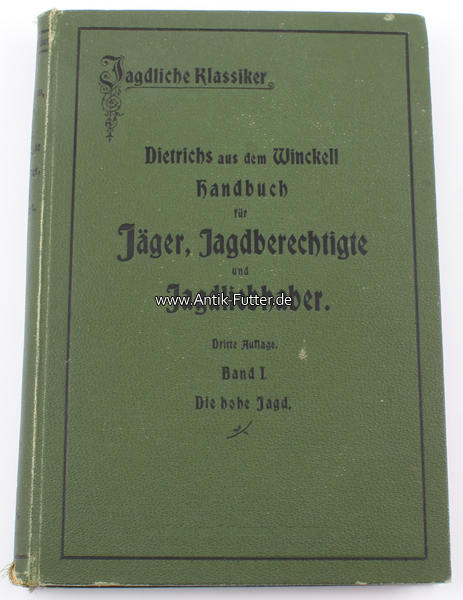 Jagdliche Klassiker.
Dietrichs aus dem Winckell
Handbuch
für
Jäger, Jagdberechtigte
und
Jagdliebhaber.
www.Antik-Futter.de
Dritte Auflage.
Band I.
Die hohe Jagd.